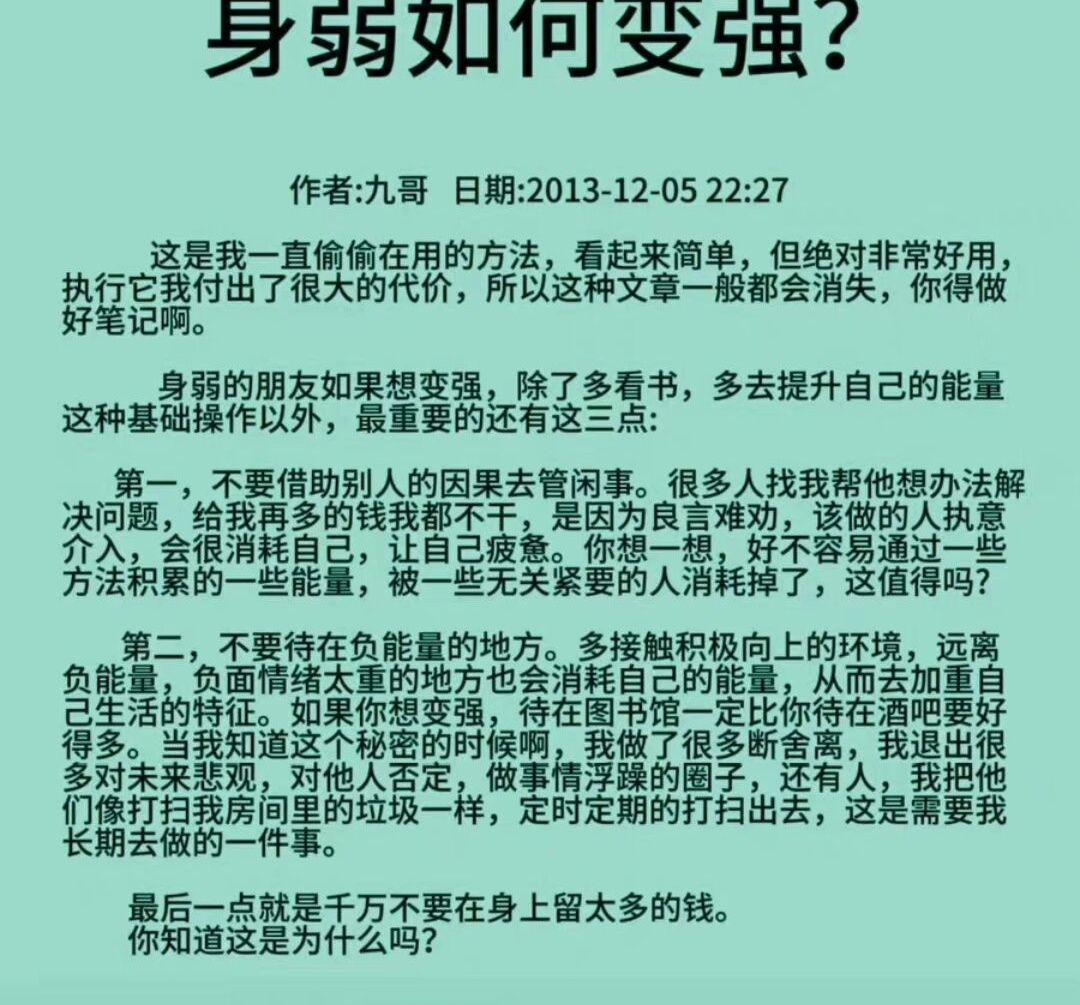 身弱如何变强?
作者:九哥 日期:2013-12-05 22:27
这是我一直偷偷在用的方法，看起来简单，但绝对非常好用，
执行它我付出了很大的代价，所以这种文章一般都会消失，你得做
好笔记啊。
身弱的朋友如果想变强，除了多看书，多去提升自己的能量
这种基础操作以外，最重要的还有这三点:
第一，不要借助别人的因果去管闲事。很多人找我帮他想办法解
决问题，给我再多的钱我都不干，是因为良言难劝，该做的人执意
介入，会很消耗自己，让自己疲惫。你想一想，好不容易通过一些
方法积累的一些能量，被一些无关紧要的人消耗掉了，这值得吗?
第二，不要待在负能量的地方。多接触积极向上的环境，远离
负能量，负面情绪太重的地方也会消耗自己的能量，从而去加重自
己生活的特征。如果你想变强，待在图书馆一定比你待在酒吧要好
得多。当我知道这个秘密的时候啊，我做了很多断舍离，我退出很
多对未来悲观，对他人否定，做事情浮躁的圈子，还有人，我把他
们像打扫我房间里的垃圾一样，定时定期的打扫出去，这是需要我
长期去做的一件事。
最后一点就是千万不要在身上留太多的钱。
你知道这是为什么吗?